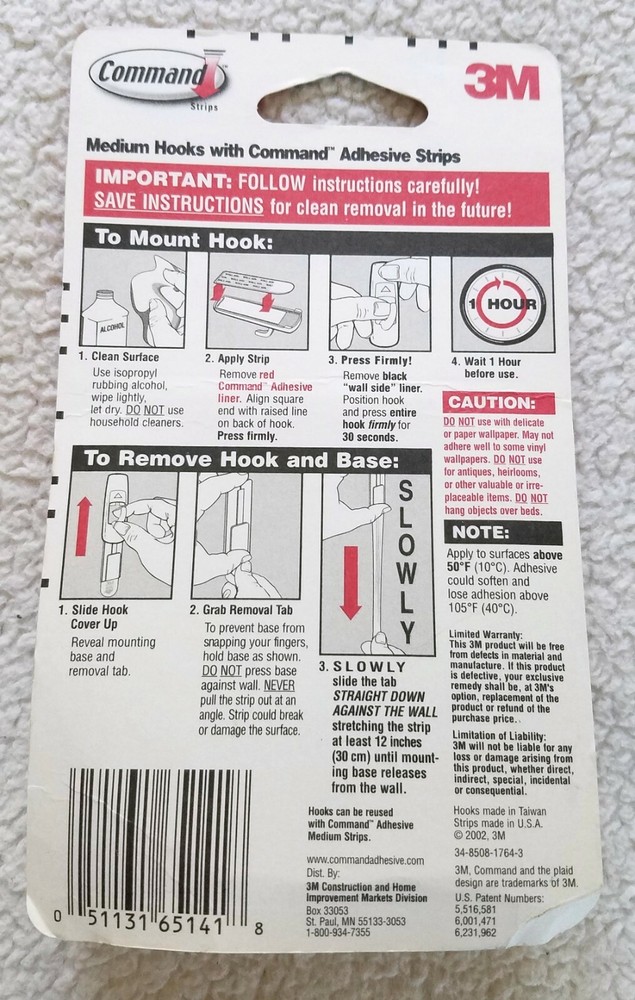 Command™
Strips
3M
Medium Hooks with Command™ Adhesive Strips
IMPORTANT: FOLLOW instructions carefully!
SAVE INSTRUCTIONS for clean removal in the future!
To Mount Hook:
ALCOHOL
1 HOUR
1. Clean Surface
Use isopropyl
rubbing alcohol,
wipe lightly,
let dry. DO NOT use
household cleaners.
2. Apply Strip
Remove red
Command™ Adhesive
liner. Align square
end with raised line
on back of hook.
Press firmly.
3. Press Firmly!
Remove black
"wall side" liner.
Position hook
and press entire
hook firmly for
30 seconds.
4. Wait 1 Hour
before use.
CAUTION:
DO NOT use with delicate
or paper wallpaper. May not
adhere well to some vinyl
wallpapers. DO NOT use
for antiques, heirlooms,
or other valuable or irre-
placeable items. DO NOT
hang objects over beds.
NOTE:
Apply to surfaces above
50°F (10°C). Adhesive
could soften and
lose adhesion above
105°F (40°C).
To Remove Hook and Base:
SLOWLY
1. Slide Hook
Cover Up
Reveal mounting
base and
removal tab.
2. Grab Removal Tab
To prevent base from
snapping your fingers,
hold base as shown.
DO NOT press base
against wall. NEVER
pull the strip out at an
angle. Strip could break
or damage the surface.
3. SLOWLY
slide the tab
STRAIGHT DOWN
AGAINST THE WALL
stretching the strip
at least 12 inches
(30 cm) until mount-
ing base releases
from the wall.
Limited Warranty:
This 3M product will be free
from defects in material and
manufacture. If this product
is defective, your exclusive
remedy shall be, at 3M's
option, replacement of the
product or refund of the
purchase price.
Limitation of Liability:
3M will not be liable for any
loss or damage arising from
this product, whether direct,
indirect, special, incidental
or consequential.
Hooks can be reused
with Command™ Adhesive
Medium Strips.
www.commandadhesive.com
Dist. By:
3M Construction and Home
Improvement Markets Division
Box 33053
St. Paul, MN 55133-3053
1-800-934-7355
Hooks made in Taiwan
Strips made in U.S.A.
© 2002, 3M
34-8508-1764-3
3M, Command and the plaid
design are trademarks of 3M.
U.S. Patent Numbers:
5,516,581
6,001,471
6,231,962
0 51131 65141 8